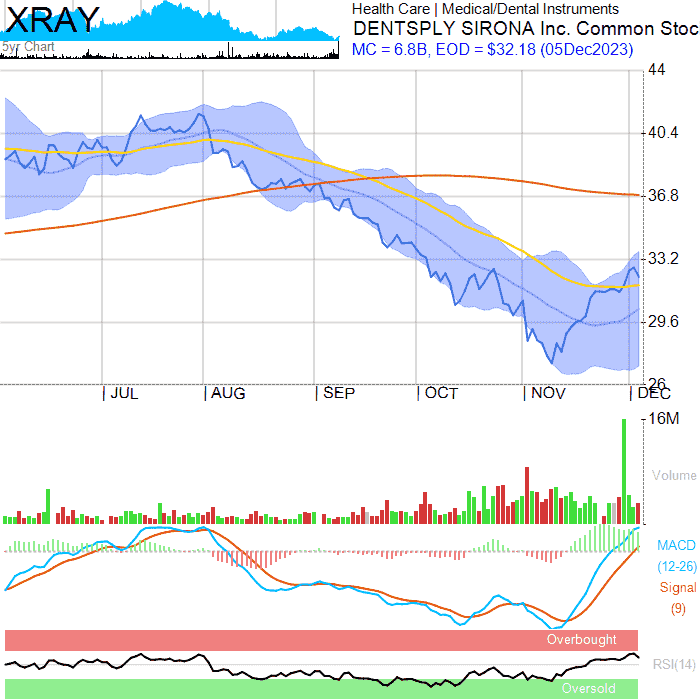 XRAY
5yr Chart
Health Care | Medical/Dental Instruments
DENTSPLY SIRONA Inc. Common Stoc
MC = 6.8B, EOD = $32.18 (05Dec2023)
44
40.4
36.8
33.2
29.6
26
JUL
AUG
SEP
OCT
NOV
DEC
16M
Volume
MACD
(12-26)
Signal
(9)
Overbought
RSI(14)
Oversold